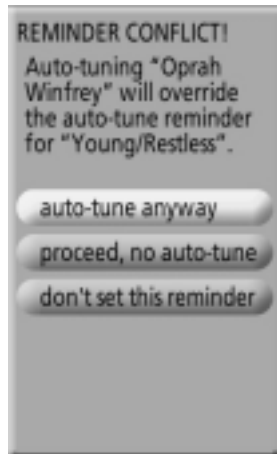 REMINDER CONFLICT!
Auto-tuning "Oprah
Winfrey" will override
the auto-tune reminder
for "Young/Restless".
auto-tune anyway
proceed, no auto-tune
don't set this reminder